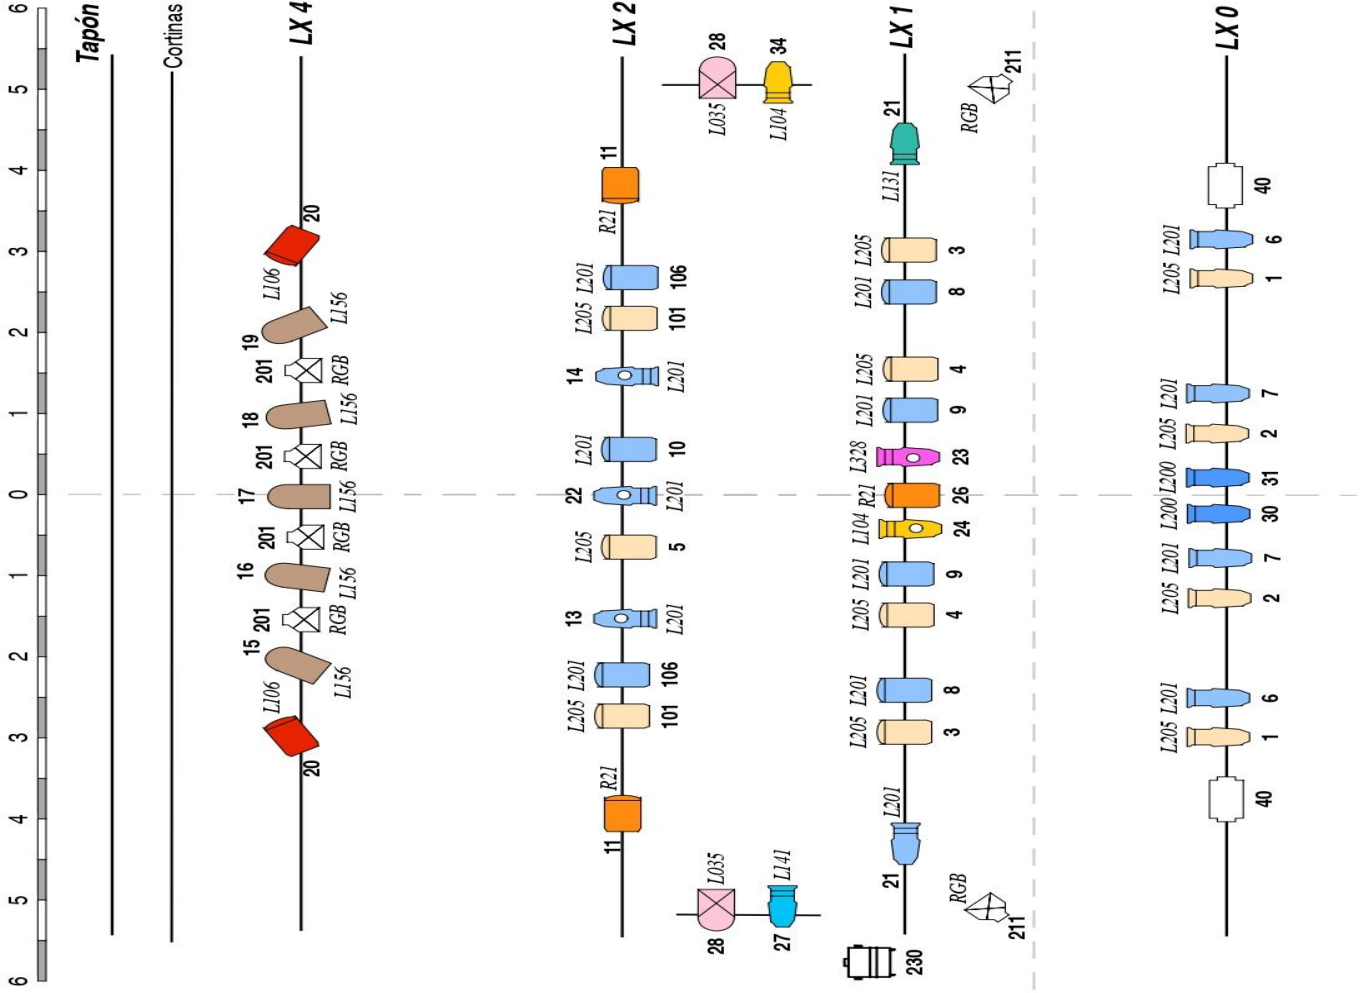 6
5
4
3
2
1
0
1
2
3
4
5
6
Tapón
Cortinas
LX 4
20
L106
19
L156
201
RGB
18
L156
201
RGB
17
L156
201
RGB
16
L156
201
RGB
15
L156
L106
20
LX 2
11
R21
L201
106
L205
101
14
L201
L201
10
22
L201
L205
5
13
L201
L201
106
L205
101
R21
11
28
L035
34
L104
L035
28
L141
27
LX 1
21
L131
L205
3
L201
8
L205
4
L201
9
L328
23
R21
26
L104
24
L201
9
L205
4
L201
8
L205
3
L201
21
230
211
RGB
RGB
211
LX 0
40
L201
6
L205
1
L201
7
L205
2
L200
31
L200
30
L201
7
L205
2
L201
6
L205
1
40